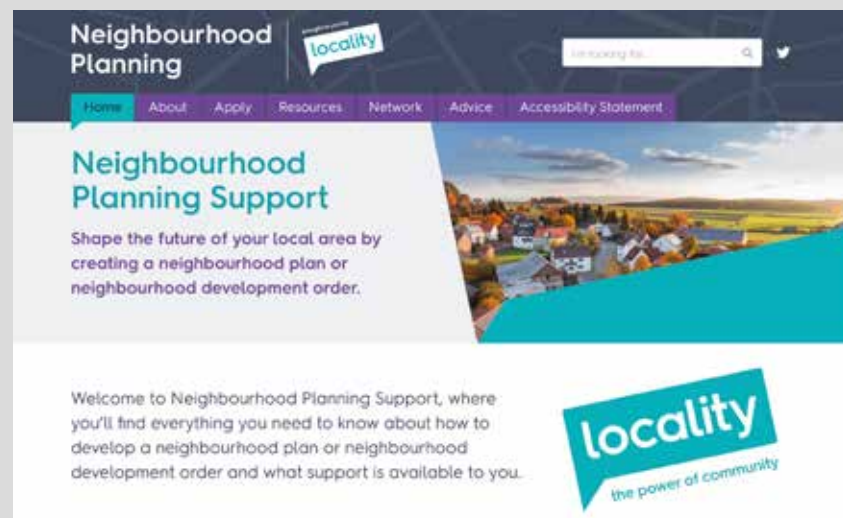 Neighbourhood
Planning
locality
I'm looking for...
Home About Apply Resources Network Advice Accessibility Statement
Neighbourhood
Planning Support
Shape the future of your local area by
creating a neighbourhood plan or
neighbourhood development order.
Welcome to Neighbourhood Planning Support, where
you'll find everything you need to know about how to
develop a neighbourhood plan or neighbourhood
development order and what support is available to you.
locality
the power of community